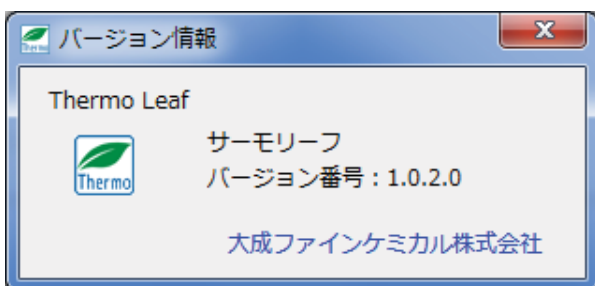 バージョン情報
Thermo Leaf
Thermo
サーモリーフ
バージョン番号 : 1.0.2.0
大成ファインケミカル株式会社